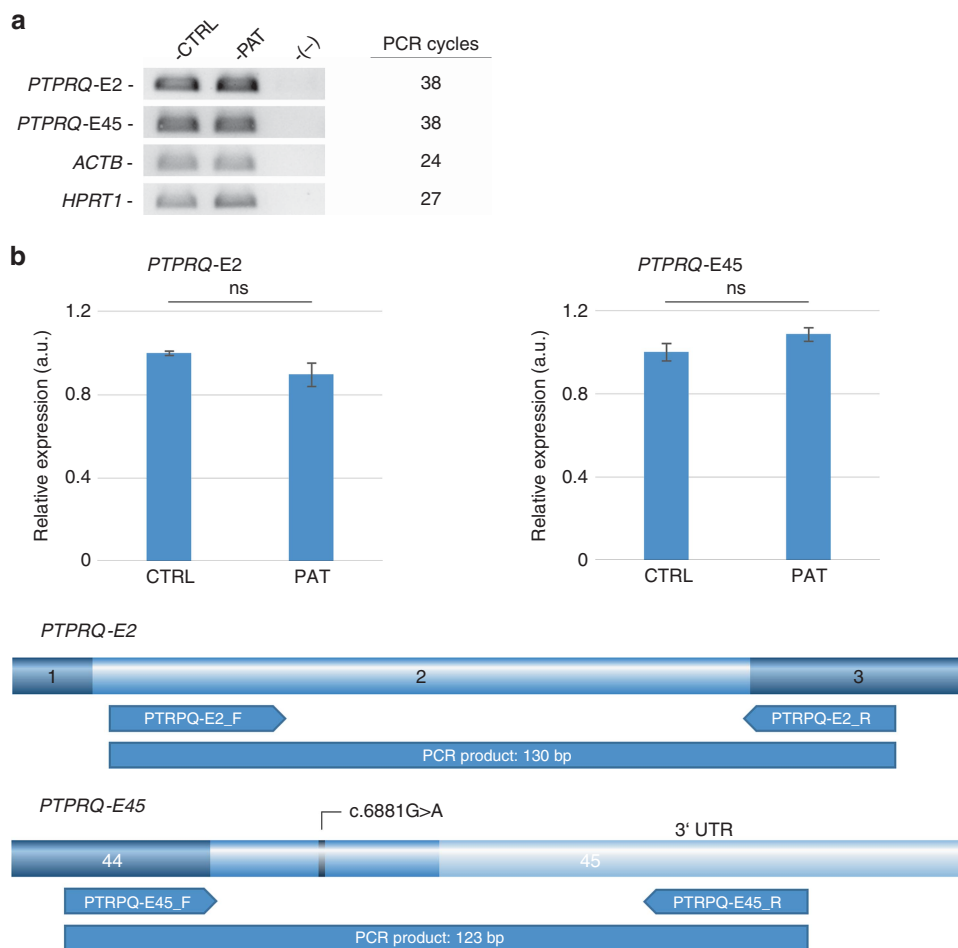 a
-CTRL -PAT -(–) PCR cycles
PTPRQ-E2 - 38
PTPRQ-E45 - 38
ACTB - 24
HPRT1 - 27
b
PTPRQ-E2
ns
Relative expression (a.u.)
1.2
0.8
0.4
0
CTRL PAT
PTPRQ-E45
ns
Relative expression (a.u.)
1.2
0.8
0.4
0
CTRL PAT
PTPRQ-E2
1 2 3
PTRPQ-E2_F PTRPQ-E2_R
PCR product: 130 bp
PTPRQ-E45
c.6881G>A
3‘ UTR
44 45
PTRPQ-E45_F PTRPQ-E45_R
PCR product: 123 bp